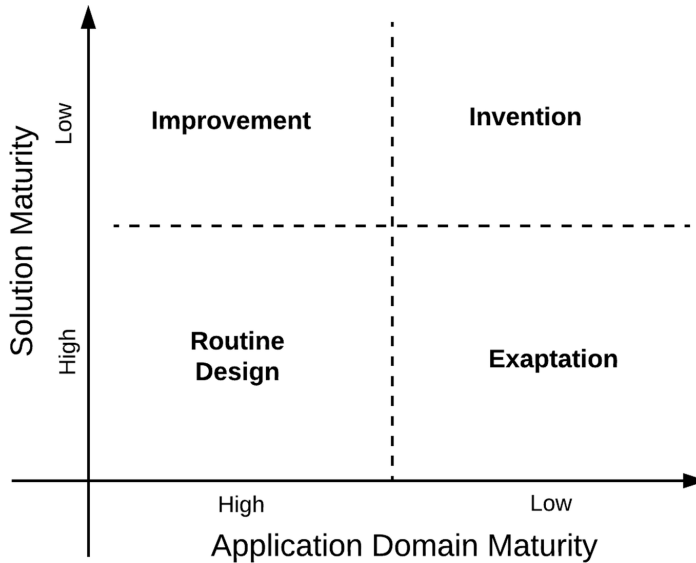 Solution Maturity
Low
High
Improvement
Invention
Routine
Design
Exaptation
High
Low
Application Domain Maturity